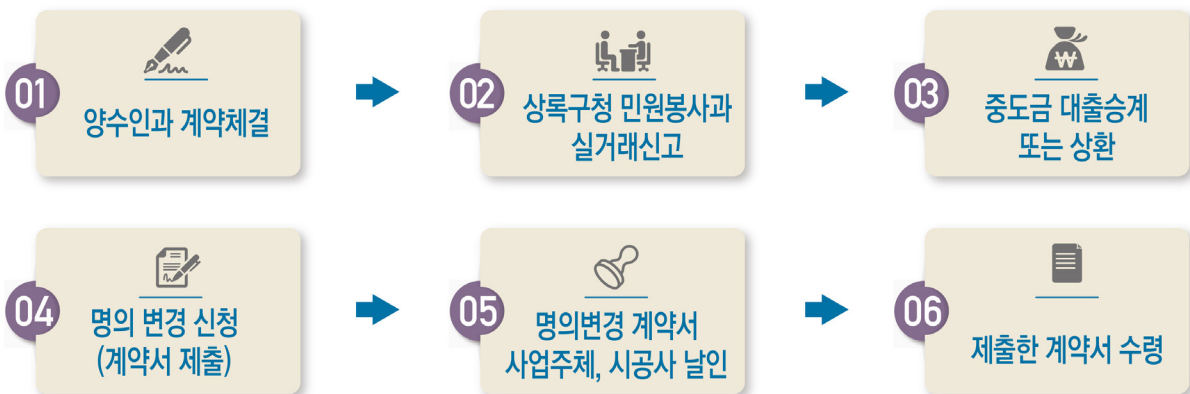 01
양수인과 계약체결
02
상록구청 민원봉사과
실거래신고
03
중도금 대출승계
또는 상환
04
명의 변경 신청
(계약서 제출)
05
명의변경 계약서
사업주체, 시공사 날인
06
제출한 계약서 수령